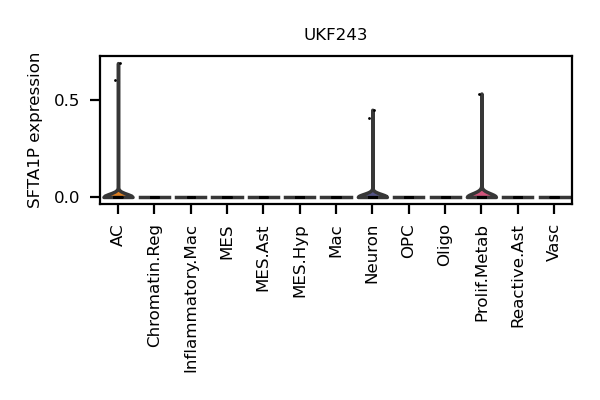 UKF243
SFTA1P expression
0.5
0.0
AC
Chromatin.Reg
Inflammatory.Mac
MES
MES.Ast
MES.Hyp
Mac
Neuron
OPC
Oligo
Prolif.Metab
Reactive.Ast
Vasc